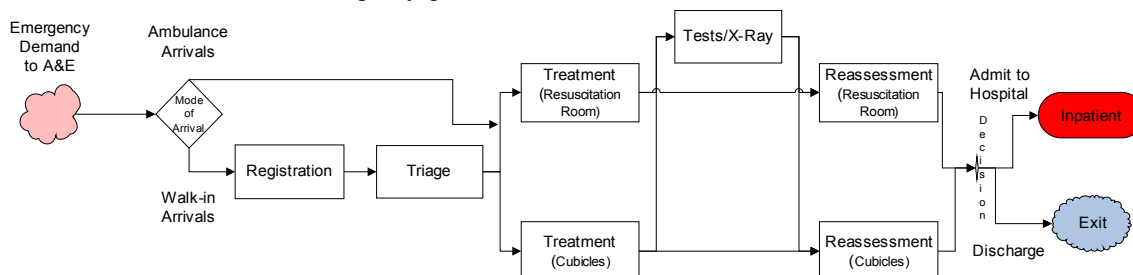 Emergency
Demand
to A&E
Ambulance
Arrivals
Mode
of
Arrival
Walk-in
Arrivals
Registration
Triage
Treatment
(Resuscitation
Room)
Treatment
(Cubicles)
Tests/X-Ray
Reassessment
(Resuscitation
Room)
Reassessment
(Cubicles)
Decision
Admit to
Hospital
Inpatient
Exit
Discharge